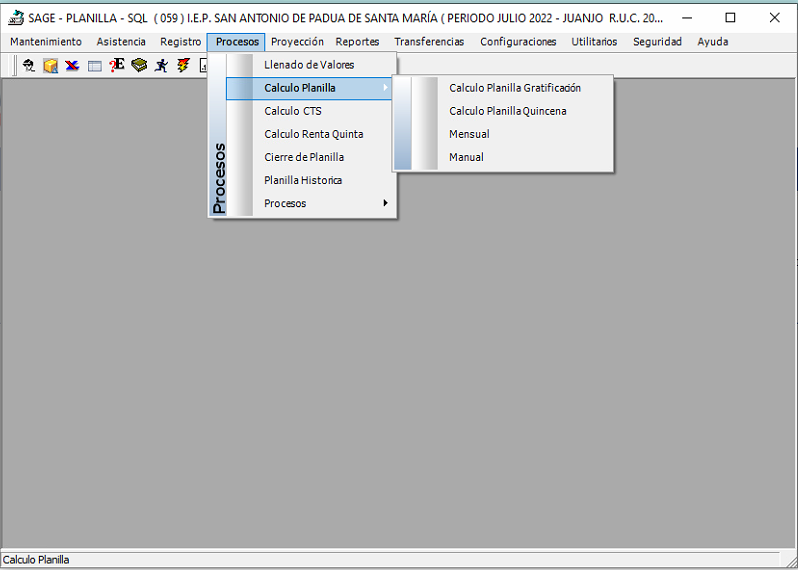 SAGE - PLANILLA - SQL ( 059 ) I.E.P. SAN ANTONIO DE PADUA DE SANTA MARÍA ( PERIODO JULIO 2022 - JUANJO R.U.C. 20...
Mantenimiento Asistencia Registro Procesos Proyección Reportes Transferencias Configuraciones Utilitarios Seguridad Ayuda
?E
Procesos
Llenado de Valores
Calculo Planilla
Calculo CTS
Calculo Renta Quinta
Cierre de Planilla
Planilla Historica
Procesos
Calculo Planilla Gratificación
Calculo Planilla Quincena
Mensual
Manual
Calculo Planilla